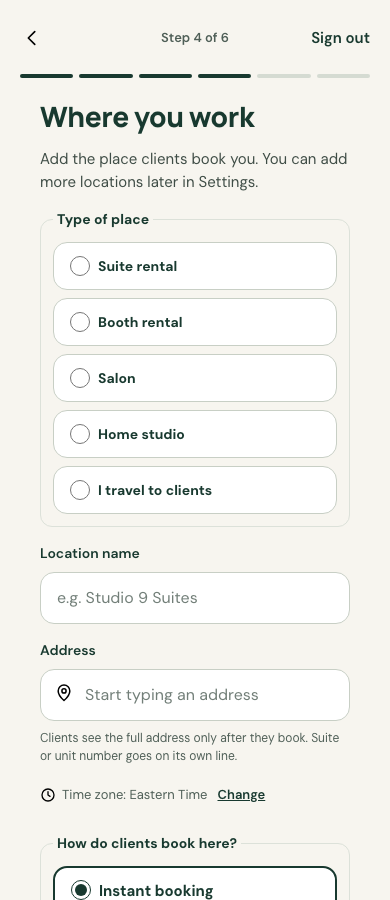 Step 4 of 6
Sign out
Where you work
Add the place clients book you. You can add
more locations later in Settings.
Type of place
Suite rental
Booth rental
Salon
Home studio
I travel to clients
Location name
e.g. Studio 9 Suites
Address
Start typing an address
Clients see the full address only after they book. Suite
or unit number goes on its own line.
Time zone: Eastern Time Change
How do clients book here?
Instant booking